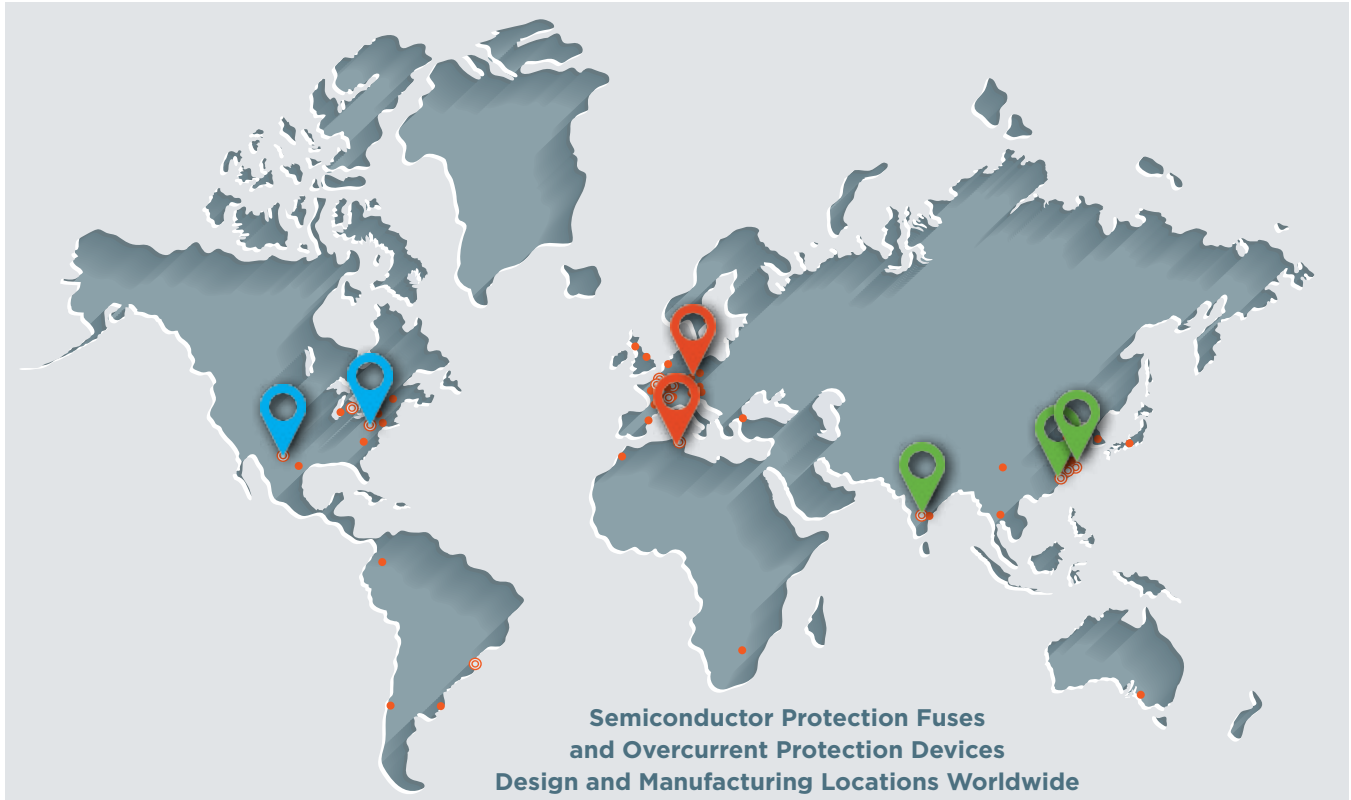 Semiconductor Protection Fuses
and Overcurrent Protection Devices
Design and Manufacturing Locations Worldwide